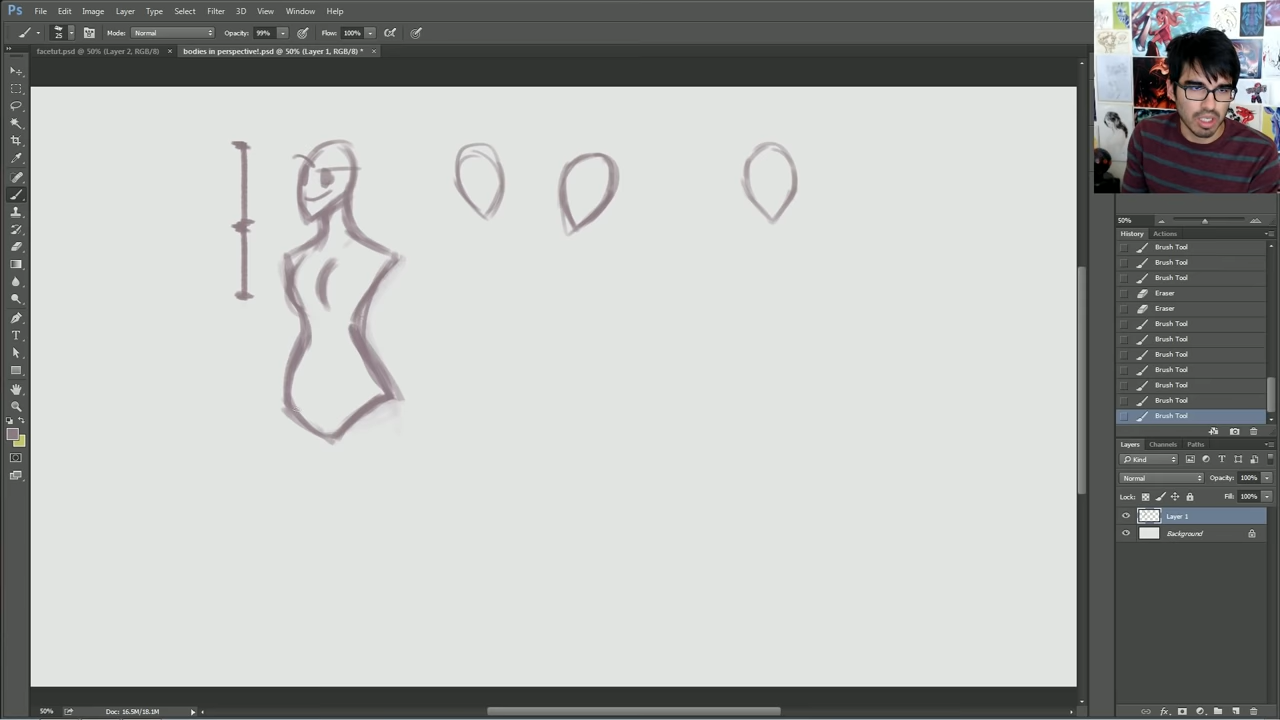 Ps File Edit Image Layer Type Select Filter 3D View Window Help
25 Mode: Normal Opacity: 99% Flow: 100%
facetut.psd @ 50% (Layer 2, RGB/8) × bodies in perspective!.psd @ 50% (Layer 1, RGB/8) * ×
50%
History Actions
Brush Tool
Brush Tool
Brush Tool
Eraser
Eraser
Brush Tool
Brush Tool
Brush Tool
Brush Tool
Brush Tool
Brush Tool
Brush Tool
Layers Channels Paths
Kind
Normal Opacity: 100%
Lock: Fill: 100%
Layer 1
Background
50% Doc: 16.5M/18.1M